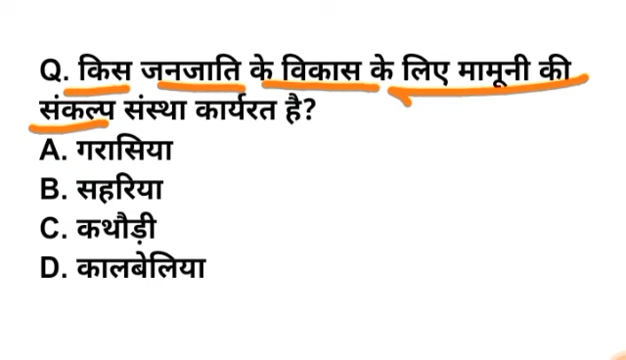 Q. किस जनजाति के विकास के लिए मामूनी की
संकल्प संस्था कार्यरत है?
A. गरासिया
B. सहरिया
C. कथौड़ी
D. कालबेलिया